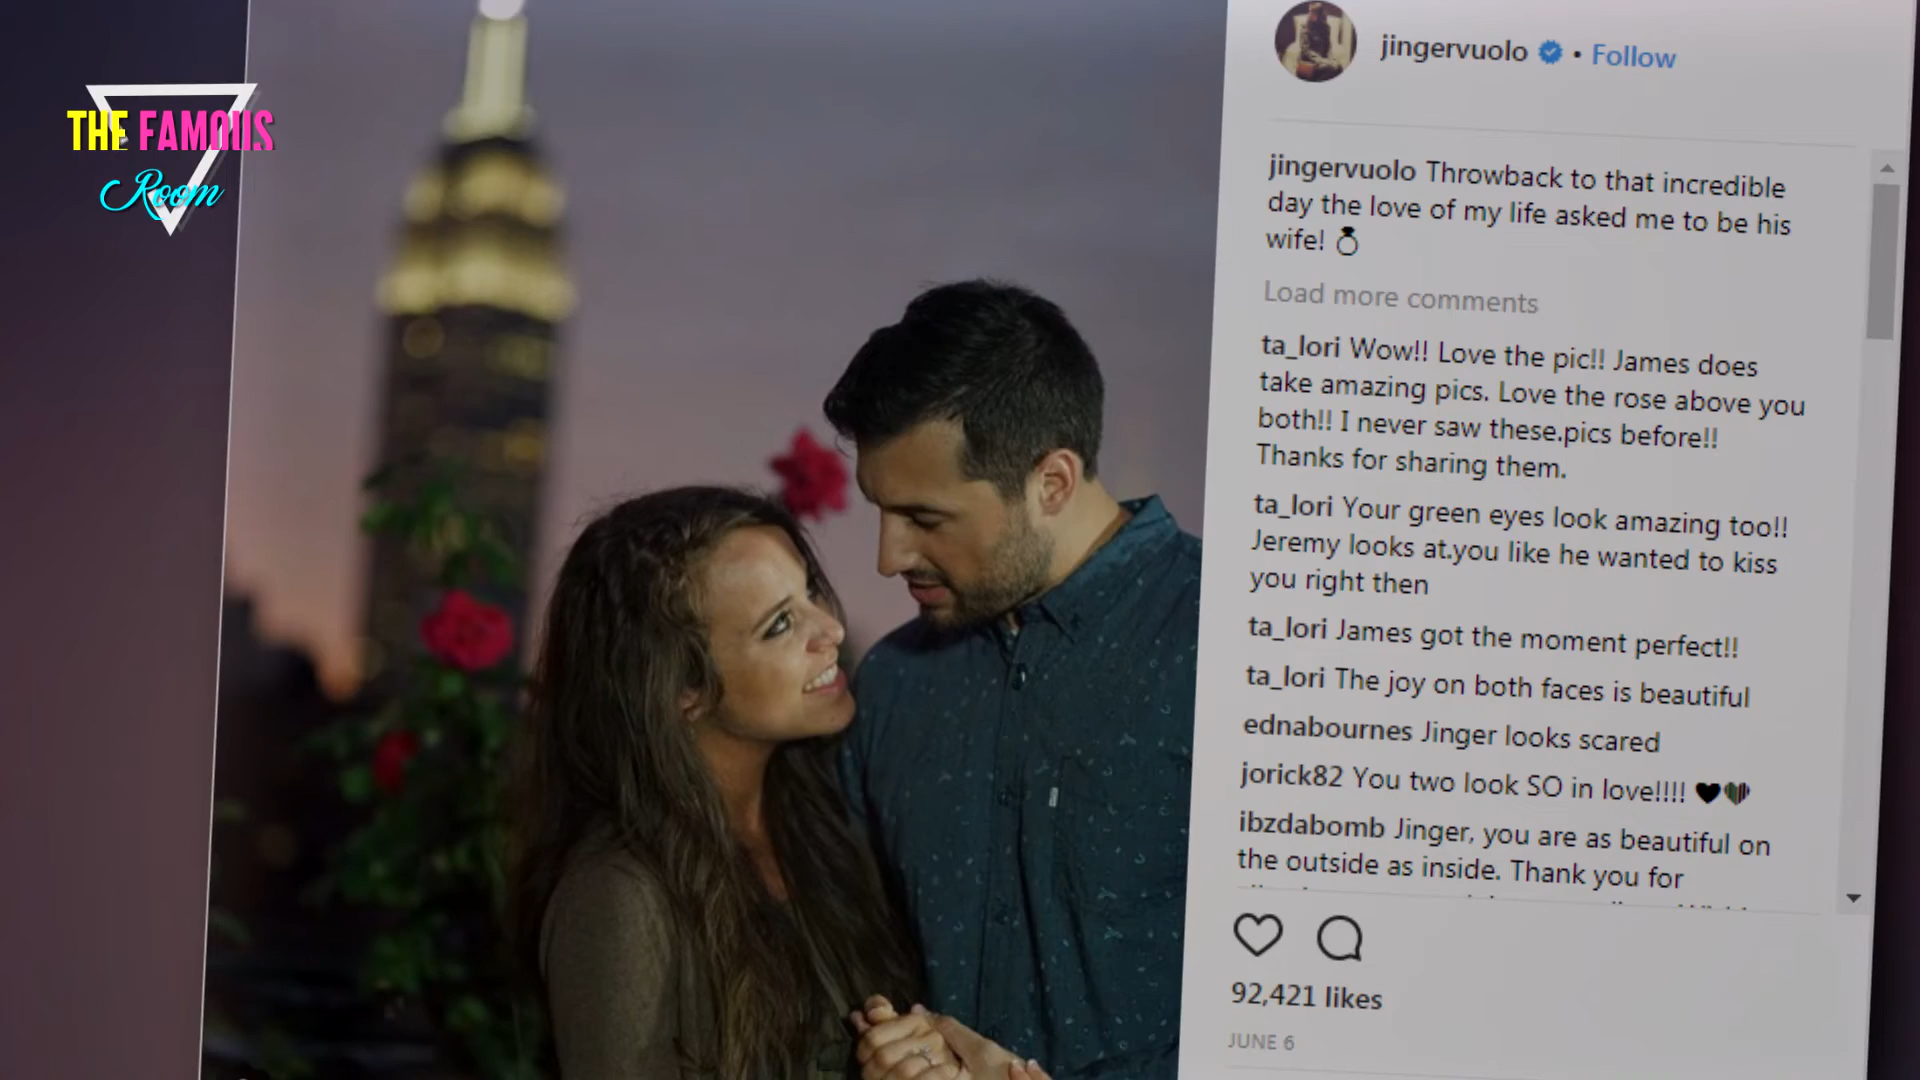 THE FAMOUS
Room
jingervuolo • Follow
jingervuolo Throwback to that incredible
day the love of my life asked me to be his
wife!
Load more comments
ta_lori Wow!! Love the pic!! James does
take amazing pics. Love the rose above you
both!! I never saw these.pics before!!
Thanks for sharing them.
ta_lori Your green eyes look amazing too!!
Jeremy looks at.you like he wanted to kiss
you right then
ta_lori James got the moment perfect!!
ta_lori The joy on both faces is beautiful
ednabournes Jinger looks scared
jorick82 You two look SO in love!!!! 
ibzdabomb Jinger, you are as beautiful on
the outside as inside. Thank you for
92,421 likes
JUNE 6